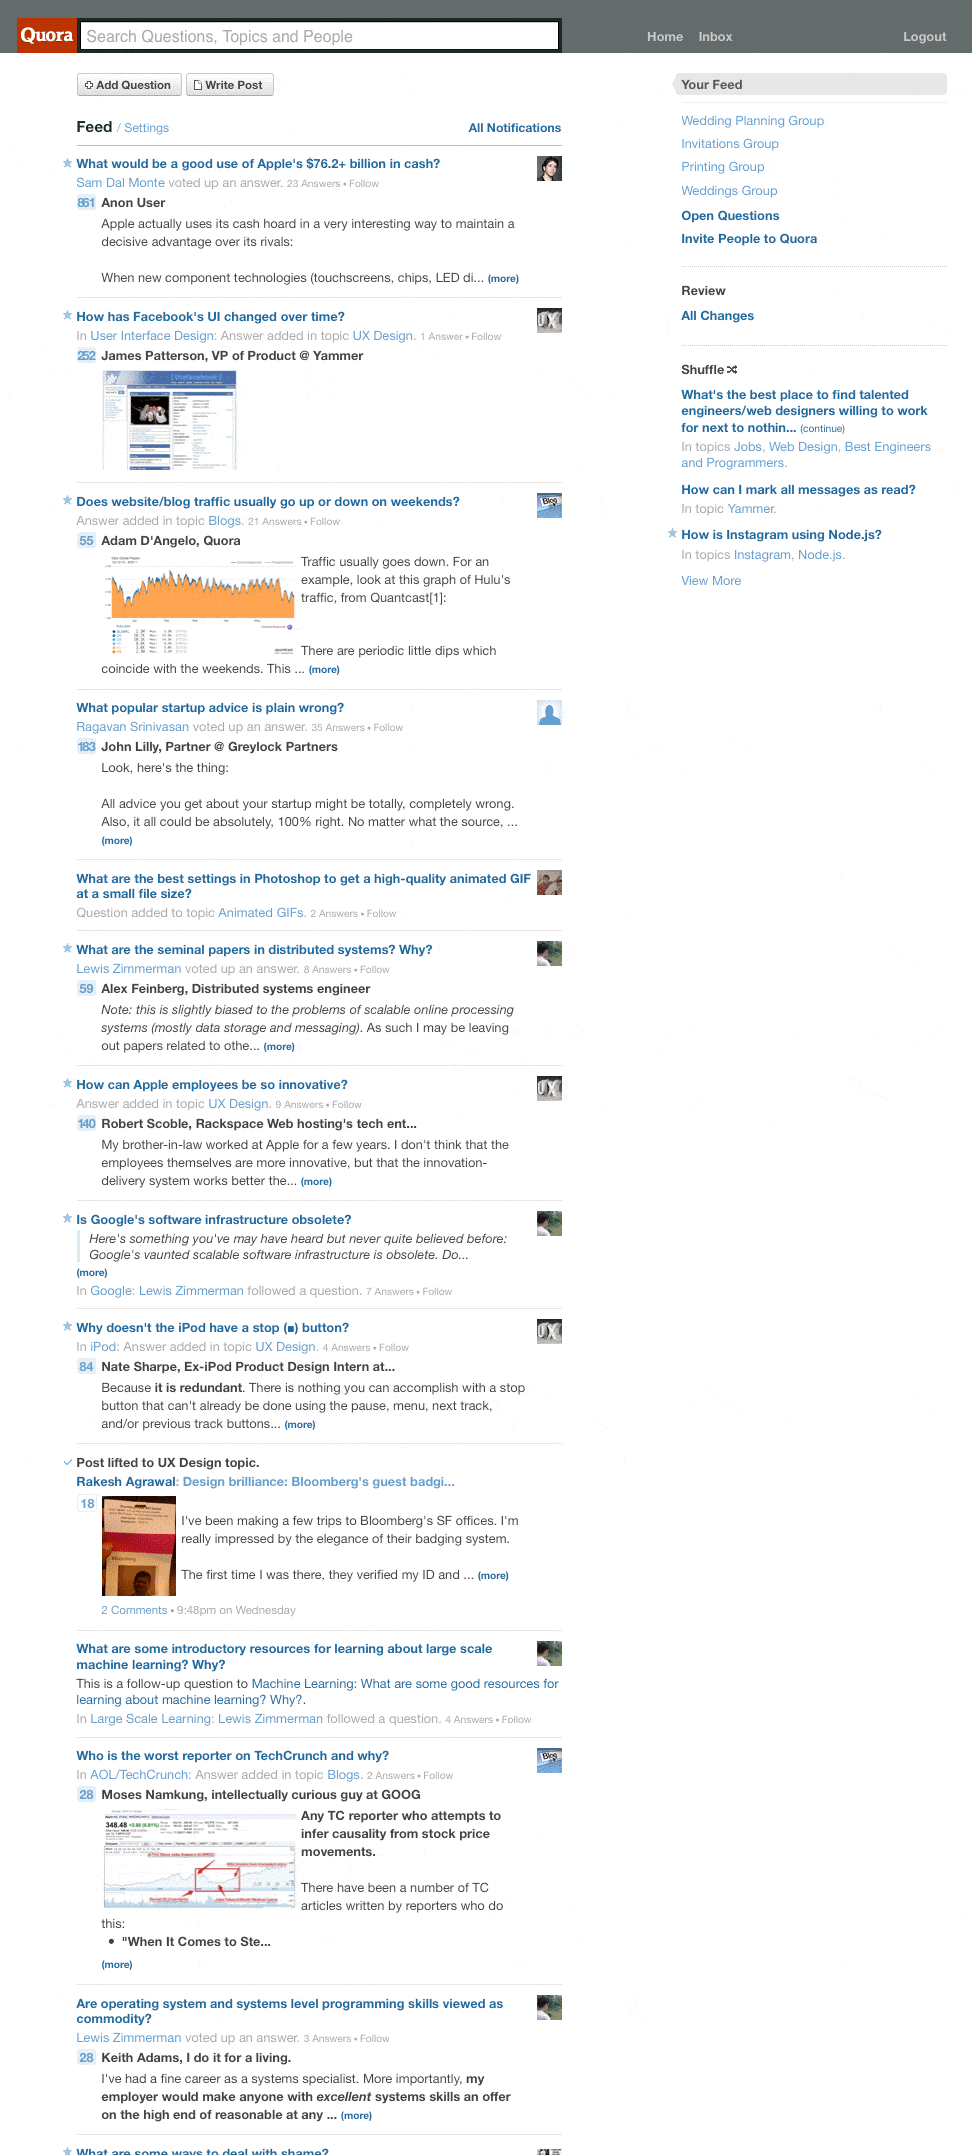 Quora
Search Questions, Topics and People
Home Inbox Logout
Add Question Write Post
Feed / Settings All Notifications
What would be a good use of Apple's $76.2+ billion in cash?
Sam Dal Monte voted up an answer. 23 Answers • Follow
861 Anon User
Apple actually uses its cash hoard in a very interesting way to maintain a
decisive advantage over its rivals:
When new component technologies (touchscreens, chips, LED di... (more)
How has Facebook's UI changed over time?
In User Interface Design: Answer added in topic UX Design. 1 Answer • Follow
252 James Patterson, VP of Product @ Yammer
[thefacebook]
Does website/blog traffic usually go up or down on weekends?
Answer added in topic Blogs. 21 Answers • Follow
Blog
55 Adam D'Angelo, Quora
Traffic usually goes down. For an
example, look at this graph of Hulu's
traffic, from Quantcast[1]:
There are periodic little dips which
coincide with the weekends. This ... (more)
What popular startup advice is plain wrong?
Ragavan Srinivasan voted up an answer. 35 Answers • Follow
183 John Lilly, Partner @ Greylock Partners
Look, here's the thing:
All advice you get about your startup might be totally, completely wrong.
Also, it all could be absolutely, 100% right. No matter what the source, ...
(more)
What are the best settings in Photoshop to get a high-quality animated GIF
at a small file size?
Question added to topic Animated GIFs. 2 Answers • Follow
What are the seminal papers in distributed systems? Why?
Lewis Zimmerman voted up an answer. 8 Answers • Follow
59 Alex Feinberg, Distributed systems engineer
Note: this is slightly biased to the problems of scalable online processing
systems (mostly data storage and messaging). As such I may be leaving
out papers related to othe... (more)
How can Apple employees be so innovative?
Answer added in topic UX Design. 9 Answers • Follow
UX
140 Robert Scoble, Rackspace Web hosting's tech ent...
My brother-in-law worked at Apple for a few years. I don't think that the
employees themselves are more innovative, but that the innovation-
delivery system works better the... (more)
Is Google's software infrastructure obsolete?
Here's something you've may have heard but never quite believed before:
Google's vaunted scalable software infrastructure is obsolete. Do...
(more)
In Google: Lewis Zimmerman followed a question. 7 Answers • Follow
Why doesn't the iPod have a stop (■) button?
In iPod: Answer added in topic UX Design. 4 Answers • Follow
UX
84 Nate Sharpe, Ex-iPod Product Design Intern at...
Because it is redundant. There is nothing you can accomplish with a stop
button that can't already be done using the pause, menu, next track,
and/or previous track buttons... (more)
Post lifted to UX Design topic.
Rakesh Agrawal: Design brilliance: Bloomberg's guest badgi...
18
I've been making a few trips to Bloomberg's SF offices. I'm
really impressed by the elegance of their badging system.
The first time I was there, they verified my ID and ... (more)
2 Comments • 9:48pm on Wednesday
What are some introductory resources for learning about large scale
machine learning? Why?
This is a follow-up question to Machine Learning: What are some good resources for
learning about machine learning? Why?.
In Large Scale Learning: Lewis Zimmerman followed a question. 4 Answers • Follow
Who is the worst reporter on TechCrunch and why?
In AOL/TechCrunch: Answer added in topic Blogs. 2 Answers • Follow
Blog
28 Moses Namkung, intellectually curious guy at GOOG
348.48
Any TC reporter who attempts to
infer causality from stock price
movements.
There have been a number of TC
articles written by reporters who do
this:
• "When It Comes to Ste...
(more)
Are operating system and systems level programming skills viewed as
commodity?
Lewis Zimmerman voted up an answer. 3 Answers • Follow
28 Keith Adams, I do it for a living.
I've had a fine career as a systems specialist. More importantly, my
employer would make anyone with excellent systems skills an offer
on the high end of reasonable at any ... (more)
What are some ways to deal with shame?
Your Feed
Wedding Planning Group
Invitations Group
Printing Group
Weddings Group
Open Questions
Invite People to Quora
Review
All Changes
Shuffle
What's the best place to find talented
engineers/web designers willing to work
for next to nothin... (continue)
In topics Jobs, Web Design, Best Engineers
and Programmers.
How can I mark all messages as read?
In topic Yammer.
How is Instagram using Node.js?
In topics Instagram, Node.js.
View More